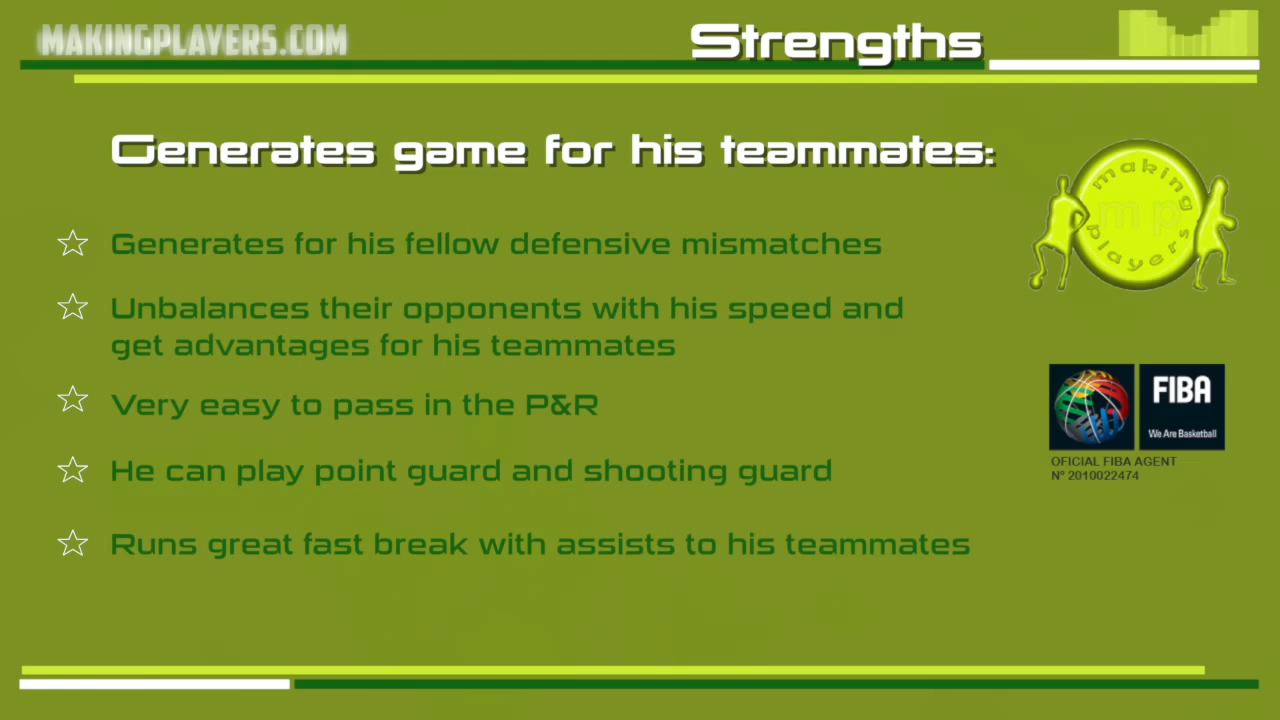 MAKINGPLAYERS.COM
Strengths
Generates game for his teammates:
making
mp
players
Generates for his fellow defensive mismatches
Unbalances their opponents with his speed and
get advantages for his teammates
Very easy to pass in the P&R
He can play point guard and shooting guard
Runs great fast break with assists to his teammates
FIBA
We Are Basketball
OFICIAL FIBA AGENT
Nº 2010022474